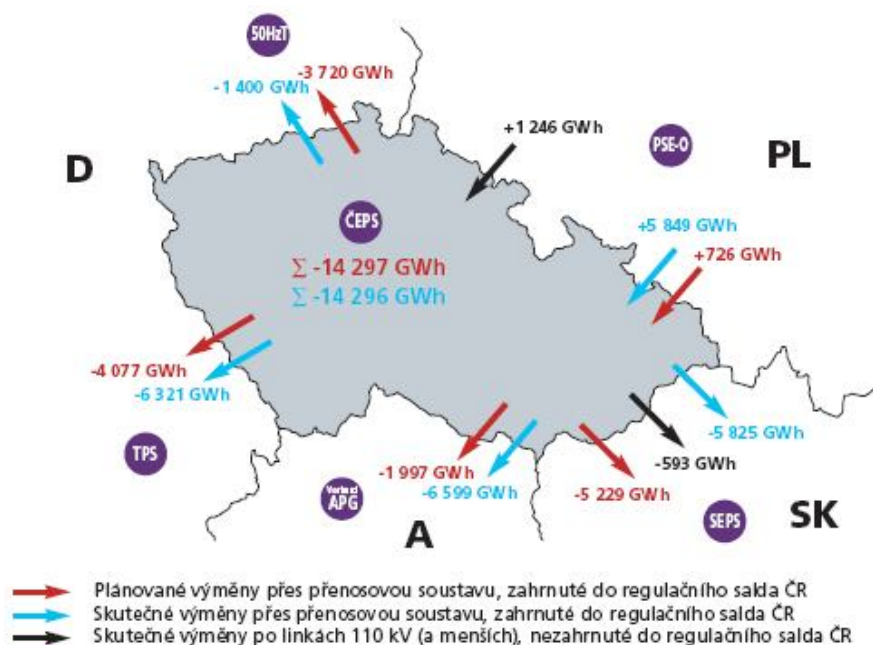 50HzT
-3 720 GWh
-1 400 GWh
+1 246 GWh
PSE-O
PL
D
ČEPS
+5 849 GWh
+726 GWh
Σ -14 297 GWh
Σ -14 296 GWh
-4 077 GWh
-6 321 GWh
-5 825 GWh
TPS
-1 997 GWh
-6 599 GWh
-593 GWh
-5 229 GWh
Verbund
APG
A
SEPS
SK
Plánované výměny přes přenosovou soustavu, zahrnuté do regulačního salda ČR
Skutečné výměny přes přenosovou soustavu, zahrnuté do regulačního salda ČR
Skutečné výměny po linkách 110 kV (a menších), nezahrnuté do regulačního salda ČR